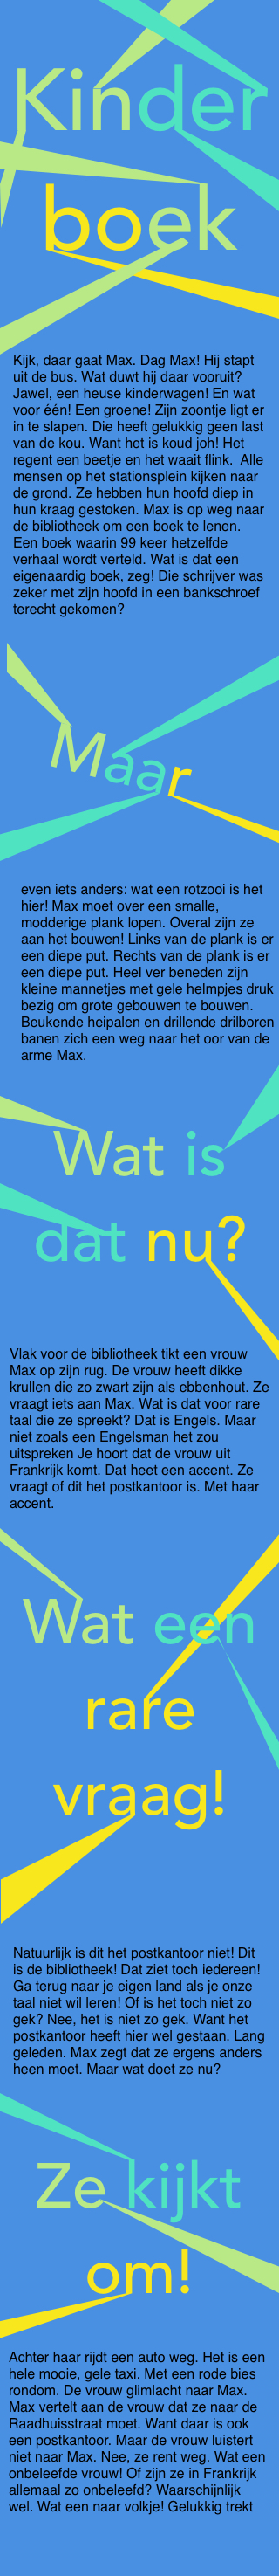 Kinder
boek
Kijk, daar gaat Max. Dag Max! Hij stapt
uit de bus. Wat duwt hij daar vooruit?
Jawel, een heuse kinderwagen! En wat
voor één! Een groene! Zijn zoontje ligt er
in te slapen. Die heeft gelukkig geen last
van de kou. Want het is koud joh! Het
regent een beetje en het waait flink.  Alle
mensen op het stationsplein kijken naar
de grond. Ze hebben hun hoofd diep in
hun kraag gestoken. Max is op weg naar
de bibliotheek om een boek te lenen.
Een boek waarin 99 keer hetzelfde
verhaal wordt verteld. Wat is dat een
eigenaardig boek, zeg! Die schrijver was
zeker met zijn hoofd in een bankschroef
terecht gekomen?
Maar
even iets anders: wat een rotzooi is het
hier! Max moet over een smalle,
modderige plank lopen. Overal zijn ze
aan het bouwen! Links van de plank is er
een diepe put. Rechts van de plank is er
een diepe put. Heel ver beneden zijn
kleine mannetjes met gele helmpjes druk
bezig om grote gebouwen te bouwen.
Beukende heipalen en drillende drilboren
banen zich een weg naar het oor van de
arme Max.
Wat is
dat nu?
Vlak voor de bibliotheek tikt een vrouw
Max op zijn rug. De vrouw heeft dikke
krullen die zo zwart zijn als ebbenhout. Ze
vraagt iets aan Max. Wat is dat voor rare
taal die ze spreekt? Dat is Engels. Maar
niet zoals een Engelsman het zou
uitspreken Je hoort dat de vrouw uit
Frankrijk komt. Dat heet een accent. Ze
vraagt of dit het postkantoor is. Met haar
accent.
Wat een
rare
vraag!
Natuurlijk is dit het postkantoor niet! Dit
is de bibliotheek! Dat ziet toch iedereen!
Ga terug naar je eigen land als je onze
taal niet wil leren! Of is het toch niet zo
gek? Nee, het is niet zo gek. Want het
postkantoor heeft hier wel gestaan. Lang
geleden. Max zegt dat ze ergens anders
heen moet. Maar wat doet ze nu?
Ze kijkt
om!
Achter haar rijdt een auto weg. Het is een
hele mooie, gele taxi. Met een rode bies
rondom. De vrouw glimlacht naar Max.
Max vertelt aan de vrouw dat ze naar de
Raadhuisstraat moet. Want daar is ook
een postkantoor. Maar de vrouw luistert
niet naar Max. Nee, ze rent weg. Wat een
onbeleefde vrouw! Of zijn ze in Frankrijk
allemaal zo onbeleefd? Waarschijnlijk
wel. Wat een naar volkje! Gelukkig trekt